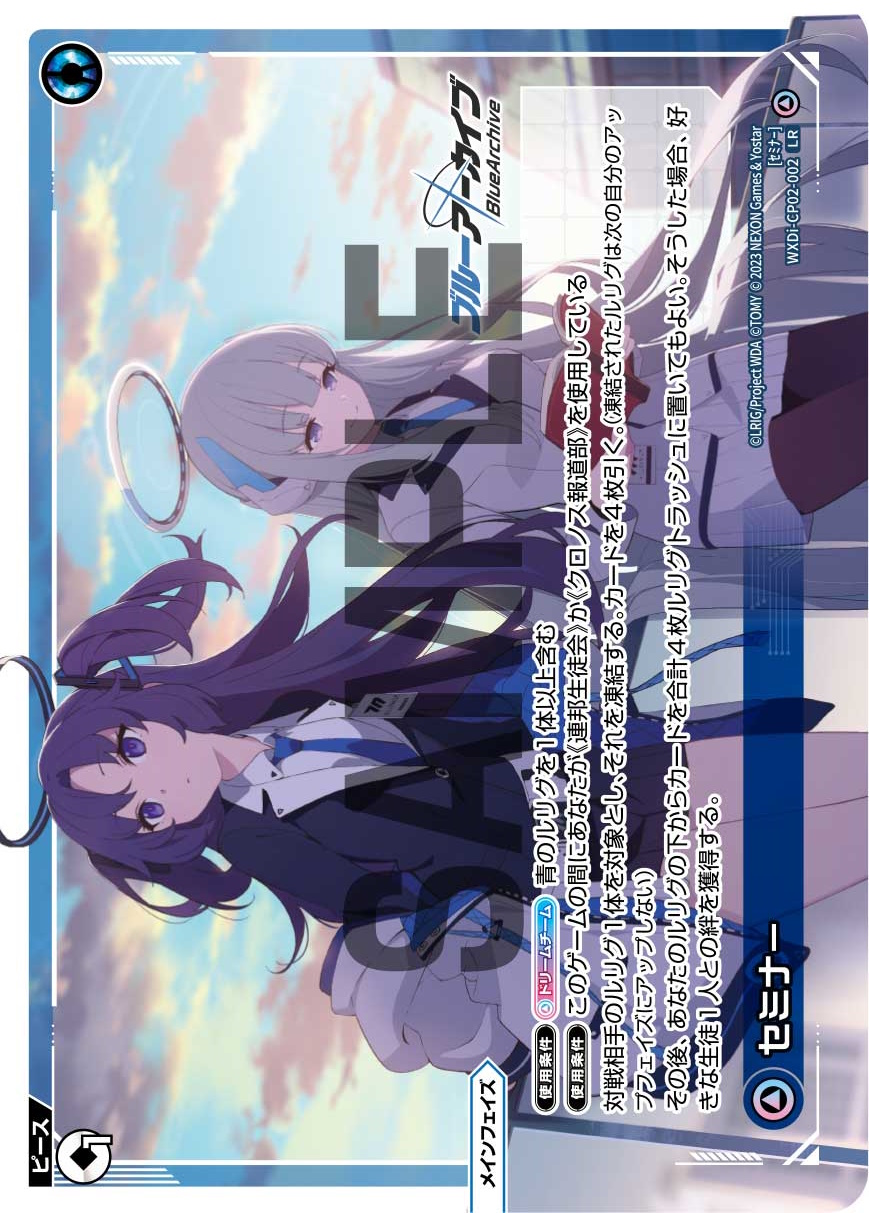 ピース
1
SAMPLE
ブルーアーカイブ
BlueArchive
メインフェイズ
使用条件 ドリームチーム 青のルリグを1体以上含む
使用条件 このゲームの間にあなたが《連邦生徒会》か《クロノス報道部》を使用している
対戦相手のルリグ1体を対象とし、それを凍結する。カードを4枚引く。(凍結されたルリグは次の自分のアッ
プフェイズにアップしない)
その後、あなたのルリグの下からカードを合計4枚ルリグトラッシュに置いてもよい。そうした場合、好
きな生徒1人との絆を獲得する。
セミナー
©LRIG/Project WDA ©TOMY ©2023 NEXON Games & Yostar
[セミナー]
WXDi-CP02-002 LR